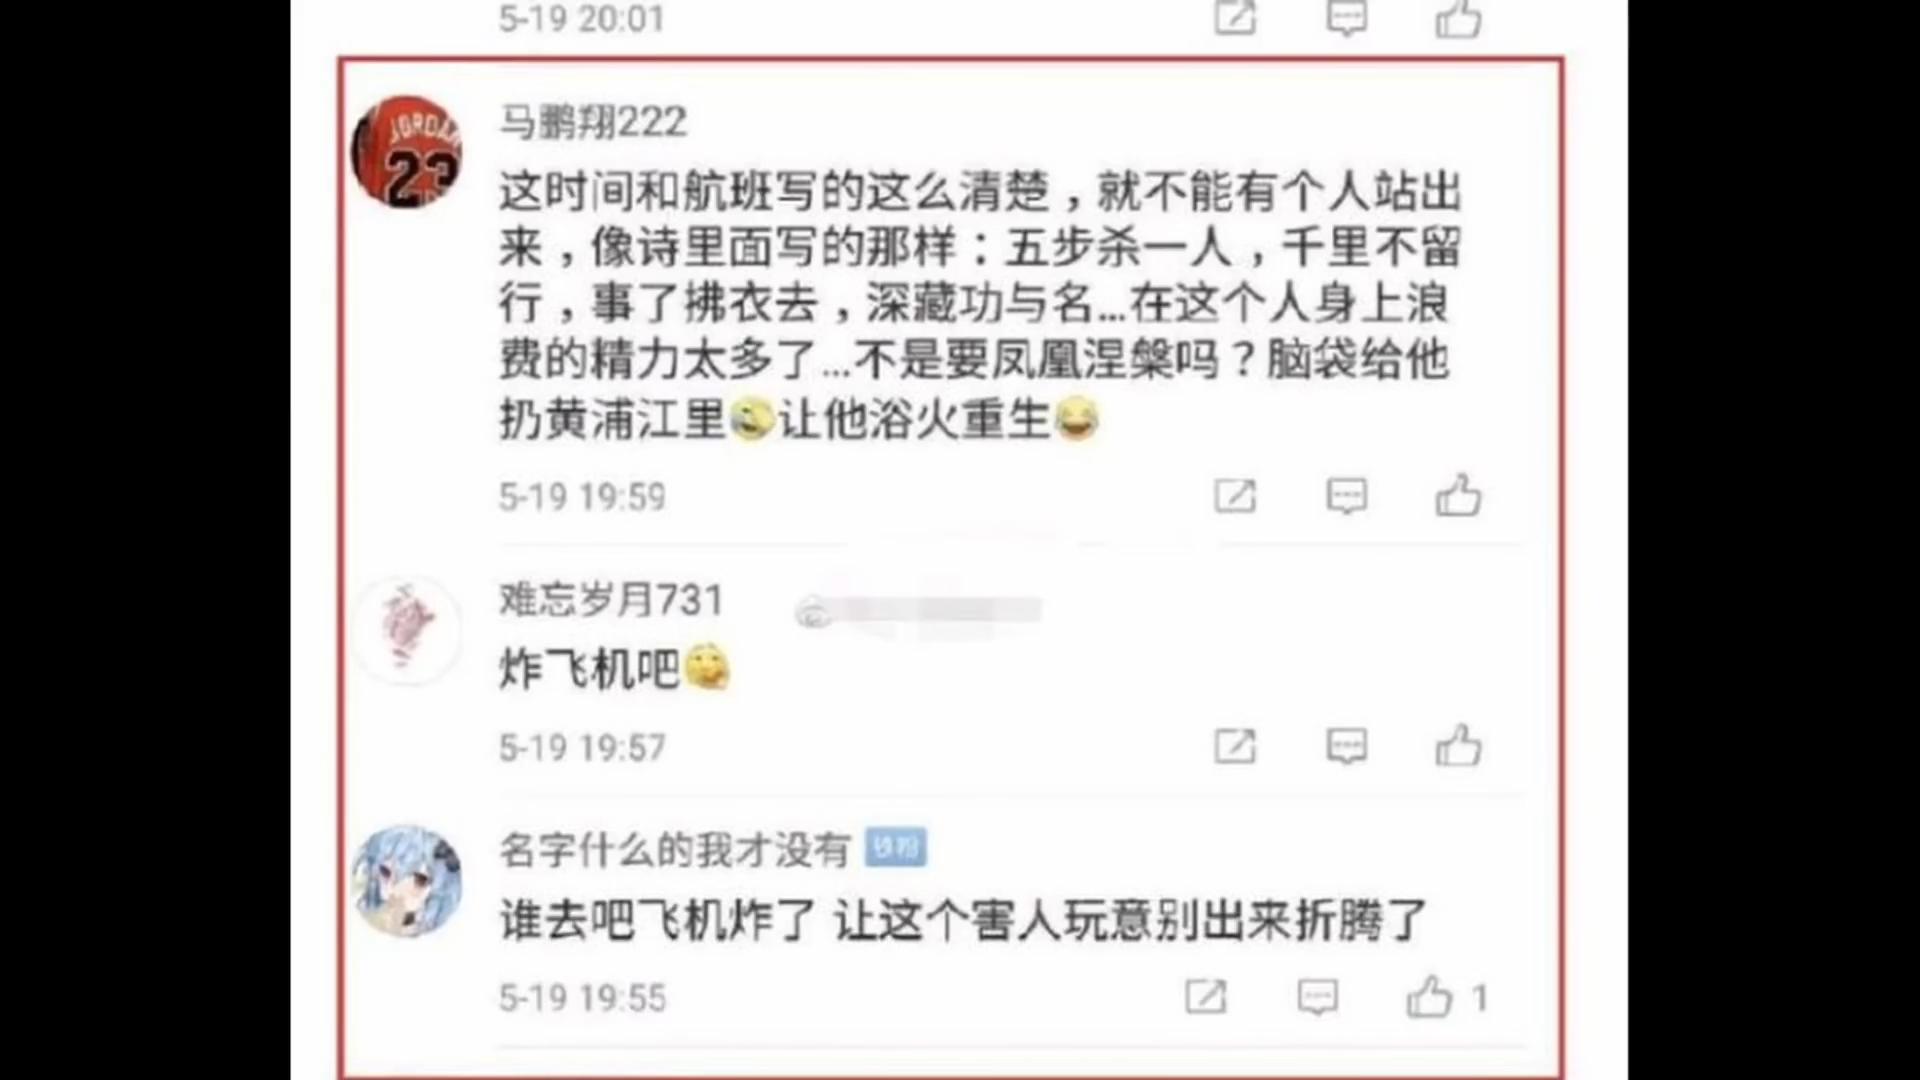 5-19 20:01
JORDAN
23
马鹏翔222
这时间和航班写的这么清楚，就不能有个人站出
来，像诗里面写的那样：五步杀一人，千里不留
行，事了拂衣去，深藏功与名...在这个人身上浪
费的精力太多了...不是要凤凰涅槃吗？脑袋给他
扔黄浦江里🤣让他浴火重生😂
5-19 19:59
难忘岁月731
炸飞机吧🤔
5-19 19:57
名字什么的我才没有 铁粉
谁去吧飞机炸了 让这个害人玩意别出来折腾了
5-19 19:55
1